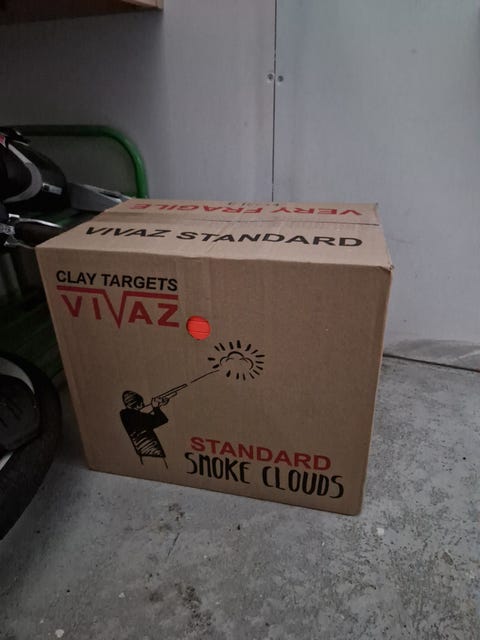 VERY FRAGILE
VIVAZ STANDARD
CLAY TARGETS
VIVAZ
STANDARD
SMOKE CLOUDS